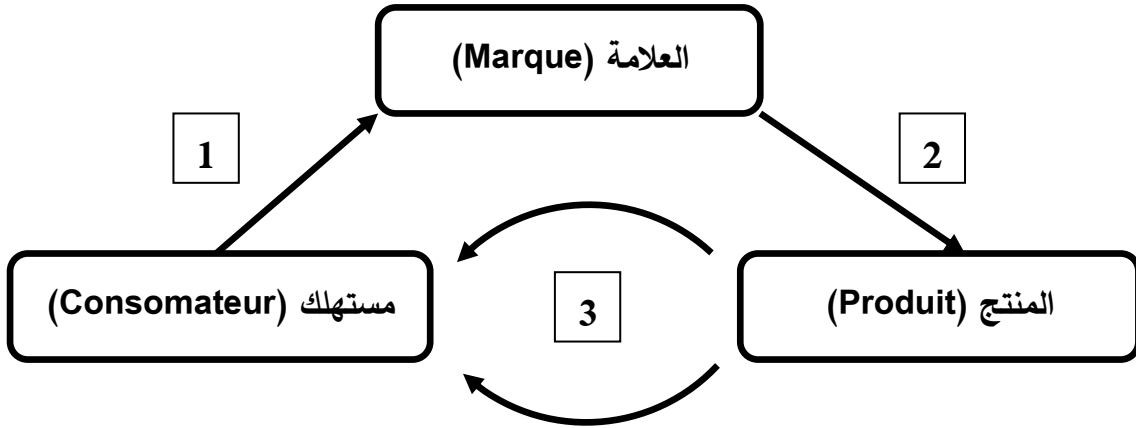 العلامة (Marque)
1
2
مستهلك (Consomateur)
3
المنتج (Produit)